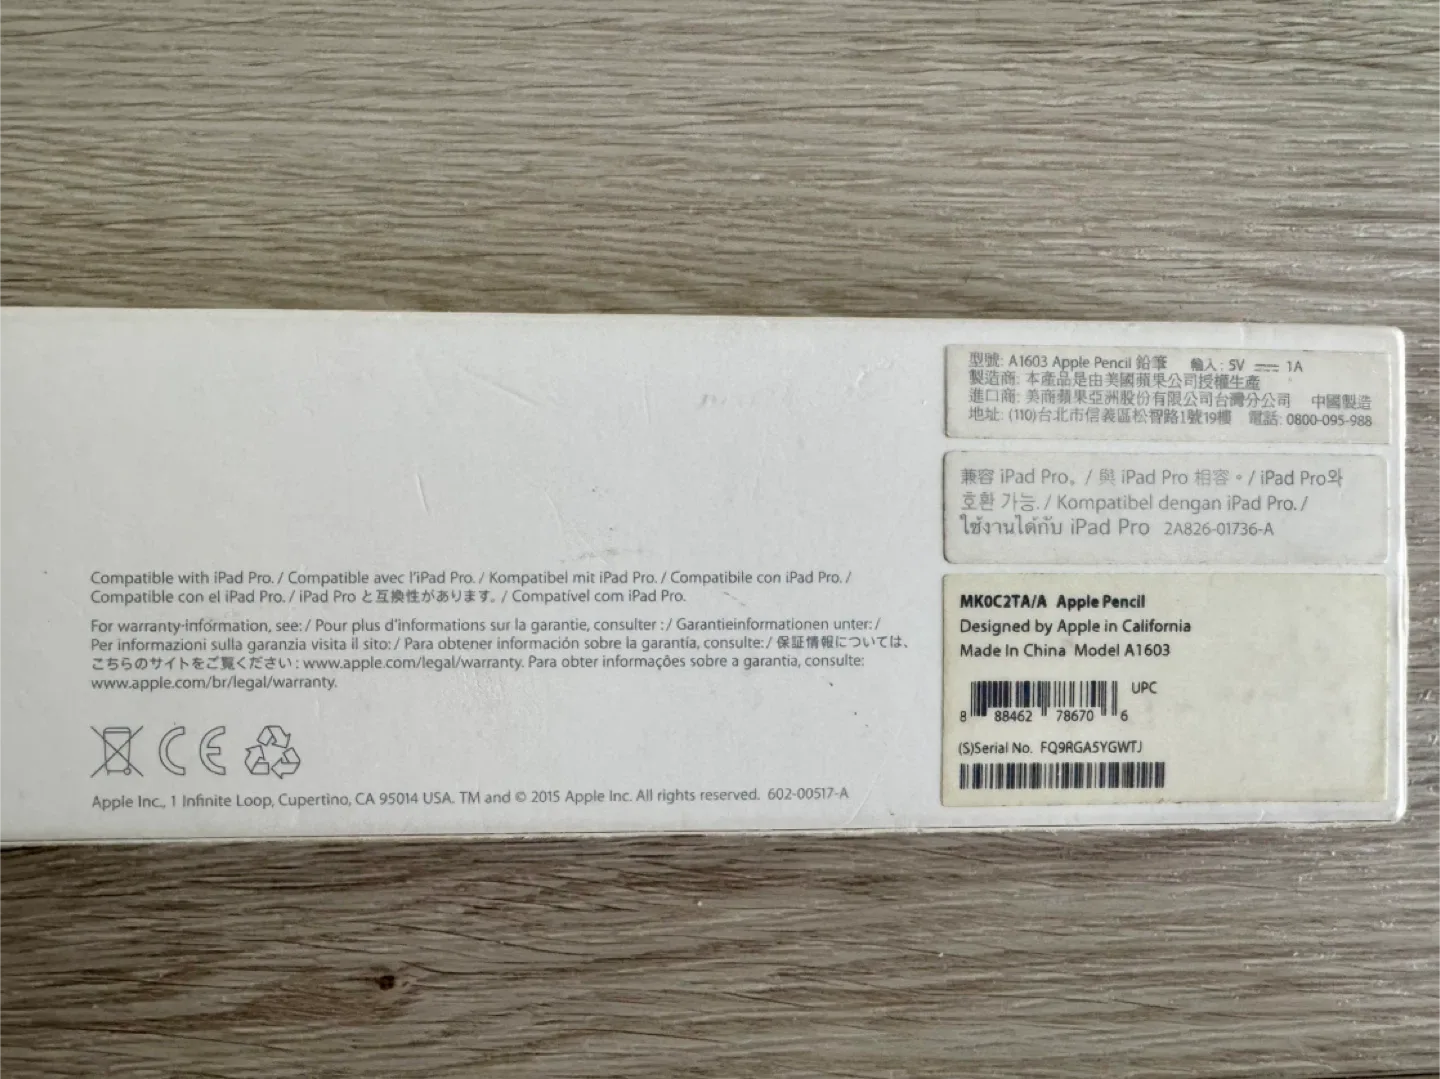 Compatible with iPad Pro. / Compatible avec l'iPad Pro. / Kompatibel mit iPad Pro. / Compatibile con iPad Pro. /
Compatible con el iPad Pro. / iPad Pro と互換性があります。/ Compatível com iPad Pro.
For warranty-information, see: / Pour plus d'informations sur la garantie, consulter : / Garantieinformationen unter: /
Per informazioni sulla garanzia visita il sito: / Para obtener información sobre la garantía, consulte: / 保証情報については、
こちらのサイトをご覧ください : www.apple.com/legal/warranty. Para obter informações sobre a garantia, consulte:
www.apple.com/br/legal/warranty.
CE
Apple Inc., 1 Infinite Loop, Cupertino, CA 95014 USA. TM and © 2015 Apple Inc. All rights reserved. 602-00517-A
型號: A1603 Apple Pencil 鉛筆 輸入: 5V ⎓ 1A
製造商: 本產品是由美國蘋果公司授權生產
進口商: 美商蘋果亞洲股份有限公司台灣分公司 中國製造
地址: (110)台北市信義區松智路1號19樓 電話: 0800-095-988
兼容 iPad Pro。/ 與 iPad Pro 相容。/ iPad Pro와
호환 가능. / Kompatibel dengan iPad Pro. /
ใช้งานได้กับ iPad Pro 2A826-01736-A
MK0C2TA/A Apple Pencil
Designed by Apple in California
Made In China Model A1603
UPC
8 88462 78670 6
(S)Serial No. FQ9RGA5YGWTJ